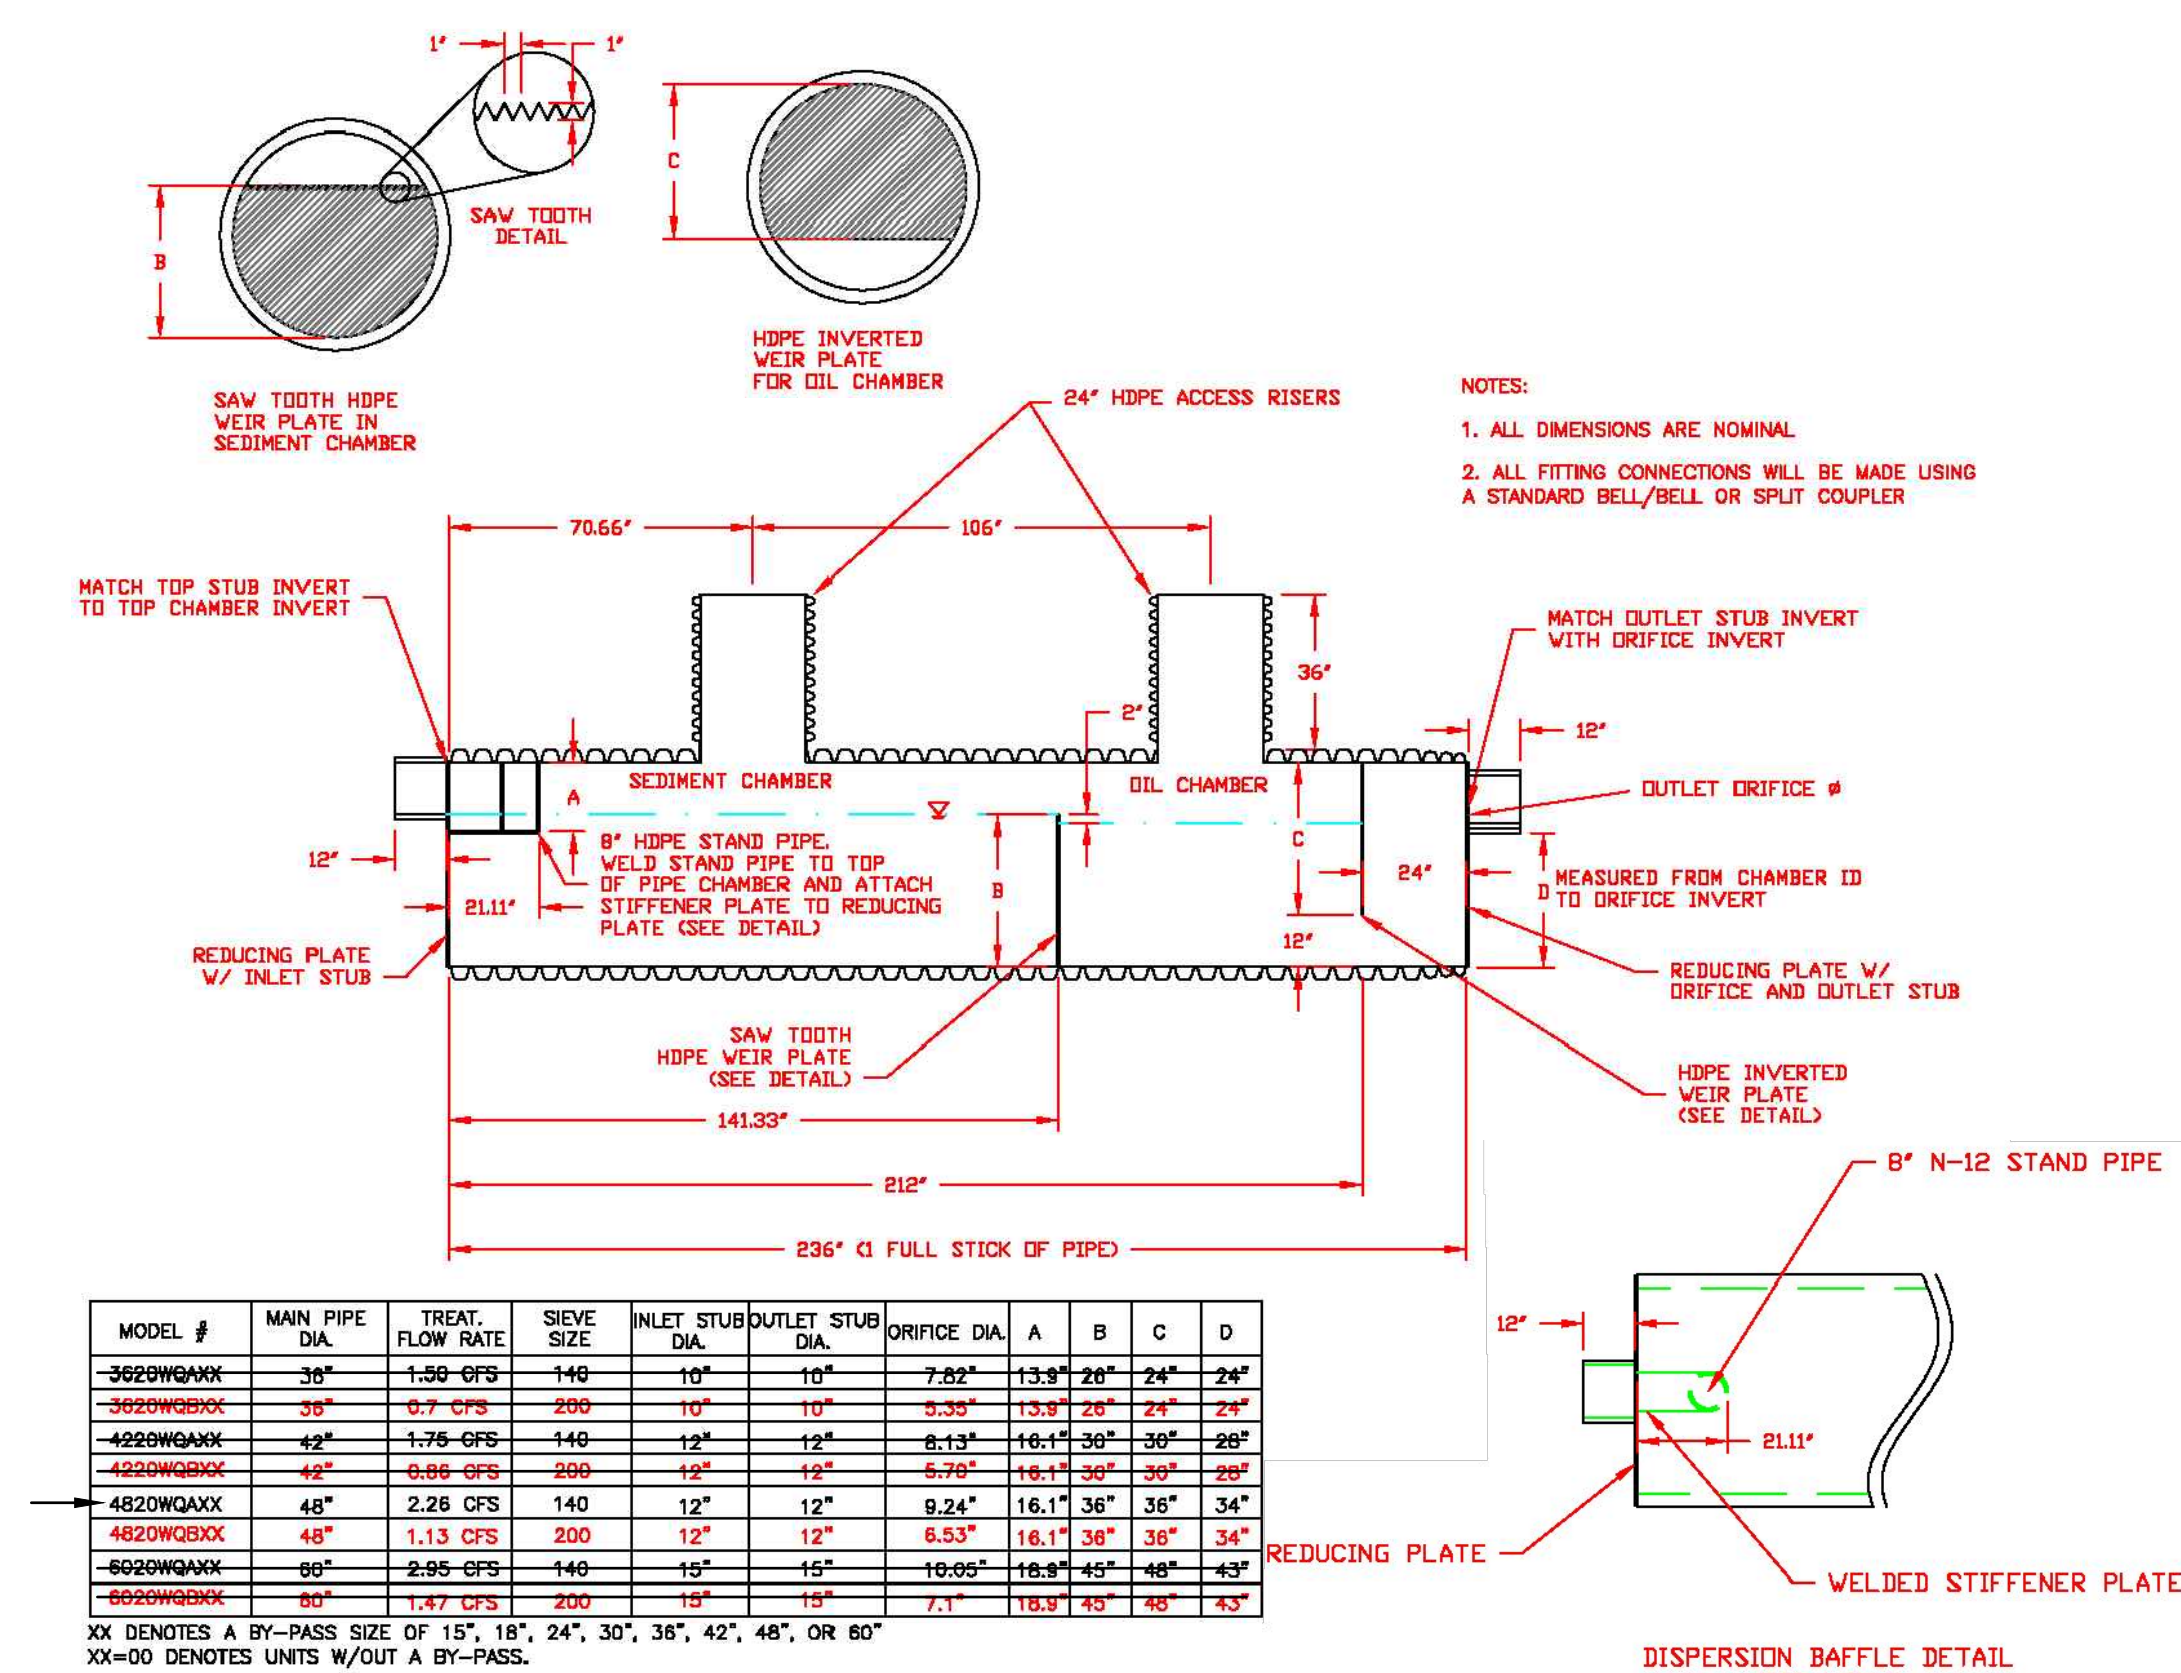 1" 1"
C
B
SAW TOOTH
DETAIL
HDPE INVERTED
WEIR PLATE
FOR OIL CHAMBER
SAW TOOTH HDPE
WEIR PLATE IN
SEDIMENT CHAMBER
24" HDPE ACCESS RISERS
NOTES:
1. ALL DIMENSIONS ARE NOMINAL
2. ALL FITTING CONNECTIONS WILL BE MADE USING
A STANDARD BELL/BELL OR SPLIT COUPLER
70.66" 106"
MATCH TOP STUB INVERT
TO TOP CHAMBER INVERT
MATCH OUTLET STUB INVERT
WITH ORIFICE INVERT
36"
2"
12"
SEDIMENT CHAMBER
OIL CHAMBER
OUTLET ORIFICE ø
A
C
12"
8" HDPE STAND PIPE.
WELD STAND PIPE TO TOP
OF PIPE CHAMBER AND ATTACH
STIFFENER PLATE TO REDUCING
PLATE (SEE DETAIL)
21.11"
B
24"
D
MEASURED FROM CHAMBER ID
TO ORIFICE INVERT
12"
REDUCING PLATE
W/ INLET STUB
REDUCING PLATE W/
ORIFICE AND OUTLET STUB
SAW TOOTH
HDPE WEIR PLATE
(SEE DETAIL)
HDPE INVERTED
WEIR PLATE
(SEE DETAIL)
141.33"
212"
236" (1 FULL STICK OF PIPE)
8" N-12 STAND PIPE
12"
21.11"
REDUCING PLATE
WELDED STIFFENER PLATE
DISPERSION BAFFLE DETAIL
MODEL # MAIN PIPE DIA. TREAT. FLOW RATE SIEVE SIZE INLET STUB DIA. OUTLET STUB DIA. ORIFICE DIA. A B C D
3620WQAXX 36" 1.50 CFS 140 10" 10" 7.82" 13.9" 26" 24" 24"
3620WQBXX 36" 0.7 CFS 200 10" 10" 5.35" 13.9" 26" 24" 24"
4220WQAXX 42" 1.75 CFS 140 12" 12" 8.13" 16.1" 30" 30" 28"
4220WQBXX 42" 0.86 CFS 200 12" 12" 5.70" 16.1" 30" 30" 28"
4820WQAXX 48" 2.26 CFS 140 12" 12" 9.24" 16.1" 36" 36" 34"
4820WQBXX 48" 1.13 CFS 200 12" 12" 6.53" 16.1" 36" 36" 34"
6020WQAXX 60" 2.95 CFS 140 15" 15" 10.05" 18.9" 45" 48" 43"
6020WQBXX 60" 1.47 CFS 200 15" 15" 7.1" 18.9" 45" 48" 43"
XX DENOTES A BY-PASS SIZE OF 15", 18", 24", 30", 36", 42", 48", OR 60"
XX=00 DENOTES UNITS W/OUT A BY-PASS.